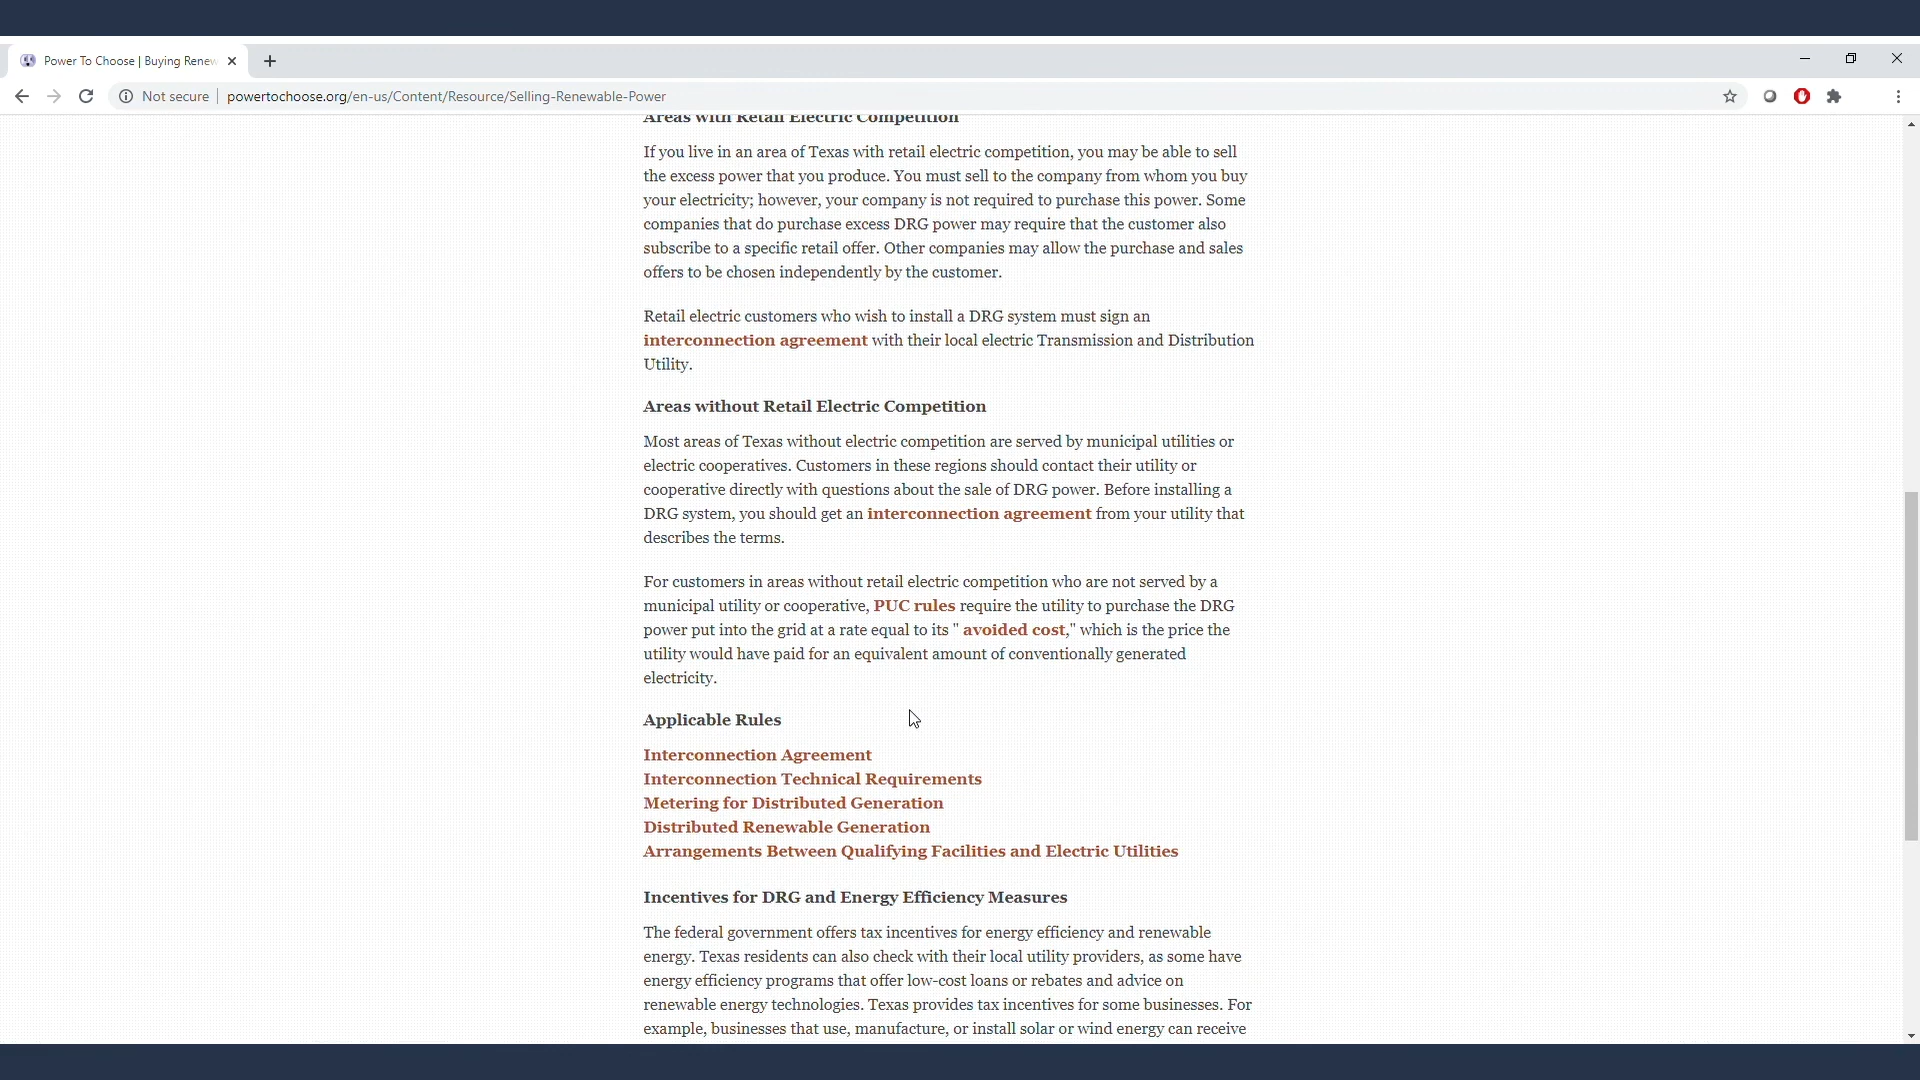 Power To Choose | Buying Renew
Not secure
powertochoose.org/en-us/Content/Resource/Selling-Renewable-Power
Areas with Retail Electric Competition
If you live in an area of Texas with retail electric competition, you may be able to sell
the excess power that you produce. You must sell to the company from whom you buy
your electricity; however, your company is not required to purchase this power. Some
companies that do purchase excess DRG power may require that the customer also
subscribe to a specific retail offer. Other companies may allow the purchase and sales
offers to be chosen independently by the customer.
Retail electric customers who wish to install a DRG system must sign an
interconnection agreement with their local electric Transmission and Distribution
Utility.
Areas without Retail Electric Competition
Most areas of Texas without electric competition are served by municipal utilities or
electric cooperatives. Customers in these regions should contact their utility or
cooperative directly with questions about the sale of DRG power. Before installing a
DRG system, you should get an interconnection agreement from your utility that
describes the terms.
For customers in areas without retail electric competition who are not served by a
municipal utility or cooperative, PUC rules require the utility to purchase the DRG
power put into the grid at a rate equal to its " avoided cost," which is the price the
utility would have paid for an equivalent amount of conventionally generated
electricity.
Applicable Rules
Interconnection Agreement
Interconnection Technical Requirements
Metering for Distributed Generation
Distributed Renewable Generation
Arrangements Between Qualifying Facilities and Electric Utilities
Incentives for DRG and Energy Efficiency Measures
The federal government offers tax incentives for energy efficiency and renewable
energy. Texas residents can also check with their local utility providers, as some have
energy efficiency programs that offer low-cost loans or rebates and advice on
renewable energy technologies. Texas provides tax incentives for some businesses. For
example, businesses that use, manufacture, or install solar or wind energy can receive